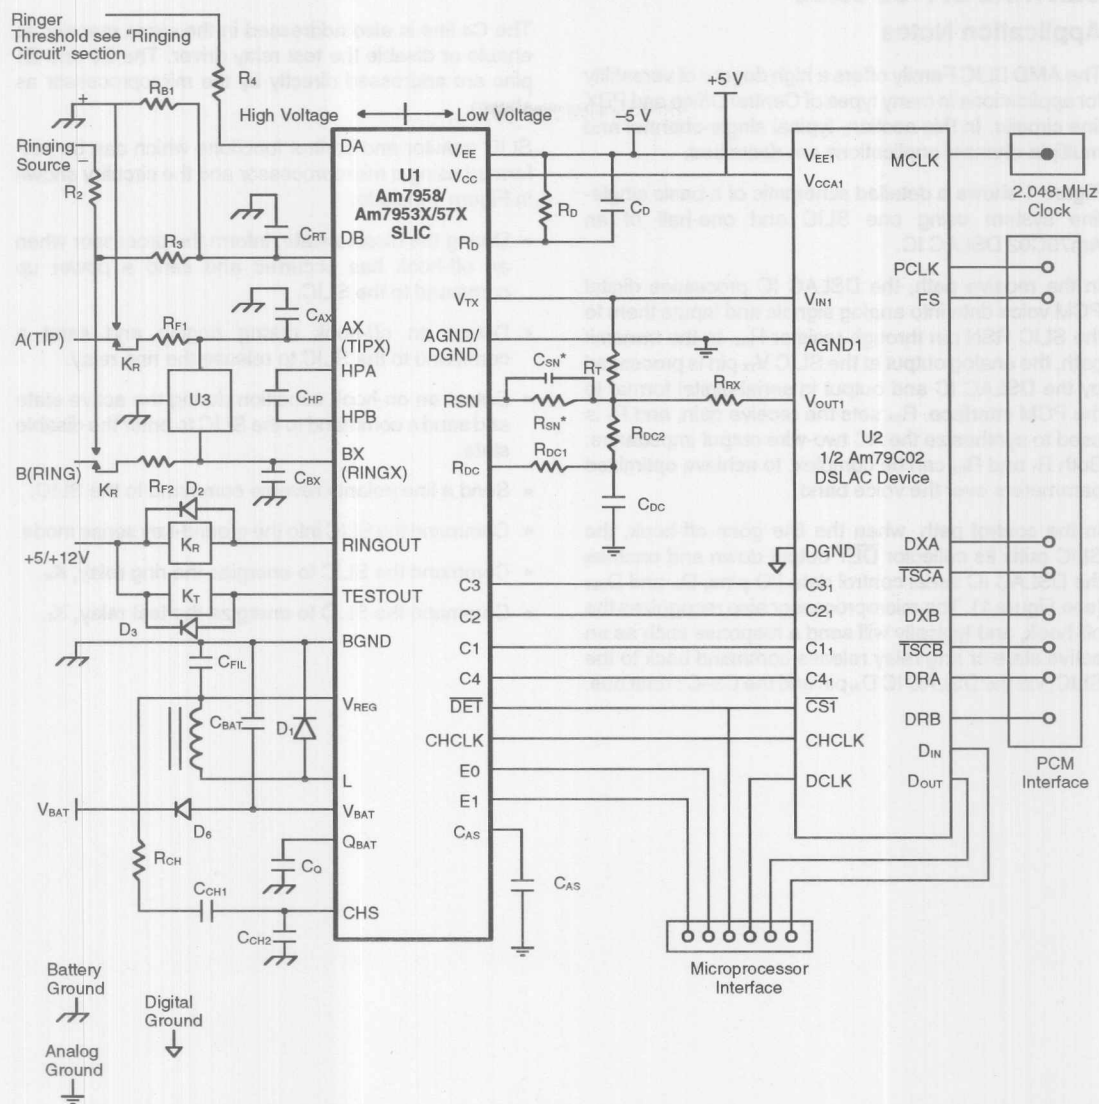 Ringer
Threshold see "Ringing
Circuit" section
R4
RB1
+
Ringing
Source
R2
R3
CRT
CAX
A(TIP)
KR
RF1
U3
CHP
B(RING)
KR
RF2
CBX
D2
KR
+5/+12V
KT
D3
CFIL
CBAT
D1
VBAT
D6
RCH
CCH1
CQ
CCH2
High Voltage
Low Voltage
U1
Am7958/
Am7953X/57X
SLIC
DA
DB
AX
(TIPX)
HPA
HPB
BX
(RINGX)
RINGOUT
TESTOUT
BGND
VREG
L
VBAT
QBAT
CHS
VEE
VCC
RD
VTX
AGND/
DGND
RSN
RDC
C3
C2
C1
C4
DET
CHCLK
E0
E1
CAS
+5 V
−5 V
RD
CD
CSN*
RT
RSN*
RRX
RDC2
RDC1
CDC
CAS
VEE1
VCCA1
VIN1
AGND1
VOUT1
U2
1/2 Am79C02
DSLAC Device
DGND
C31
C21
C11
C41
CS1
CHCLK
DCLK
MCLK
PCLK
FS
DXA
TSCA
DXB
TSCB
DRA
DRB
DIN
DOUT
2.048-MHz
Clock
PCM
Interface
Microprocessor
Interface
Battery
Ground
Digital
Ground
Analog
Ground